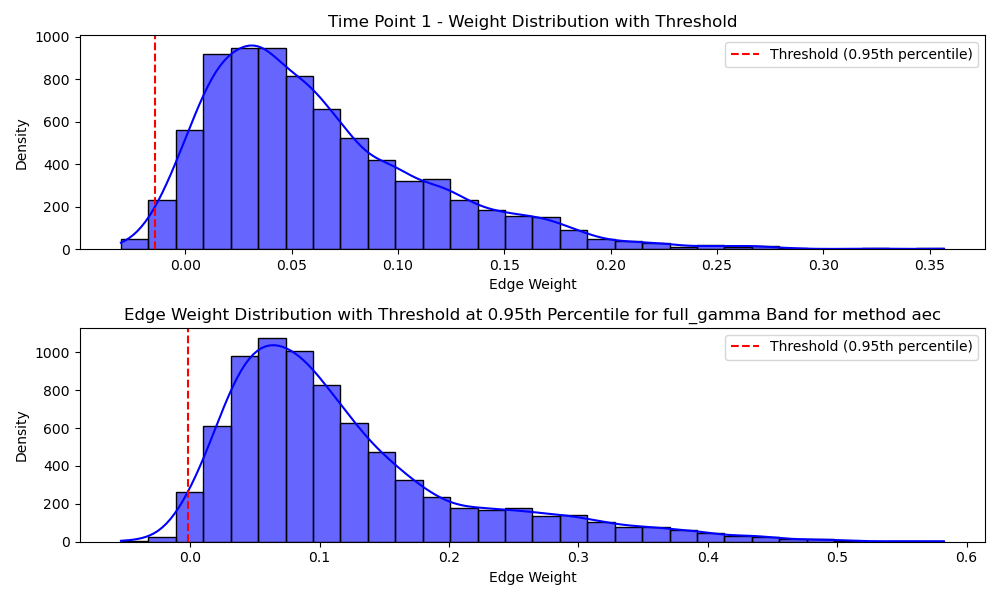 Time Point 1 - Weight Distribution with Threshold
1000
800
600
400
200
0
Density
Threshold (0.95th percentile)
0.00 0.05 0.10 0.15 0.20 0.25 0.30 0.35
Edge Weight
Edge Weight Distribution with Threshold at 0.95th Percentile for full_gamma Band for method aec
1000
800
600
400
200
0
Density
Threshold (0.95th percentile)
0.0 0.1 0.2 0.3 0.4 0.5 0.6
Edge Weight